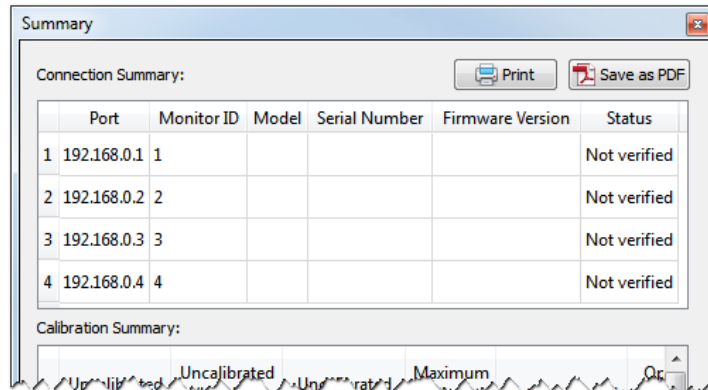 Summary
Connection Summary: Print Save as PDF
Port Monitor ID Model Serial Number Firmware Version Status
1 192.168.0.1 1 Not verified
2 192.168.0.2 2 Not verified
3 192.168.0.3 3 Not verified
4 192.168.0.4 4 Not verified
Calibration Summary:
Uncalibrated Maximum